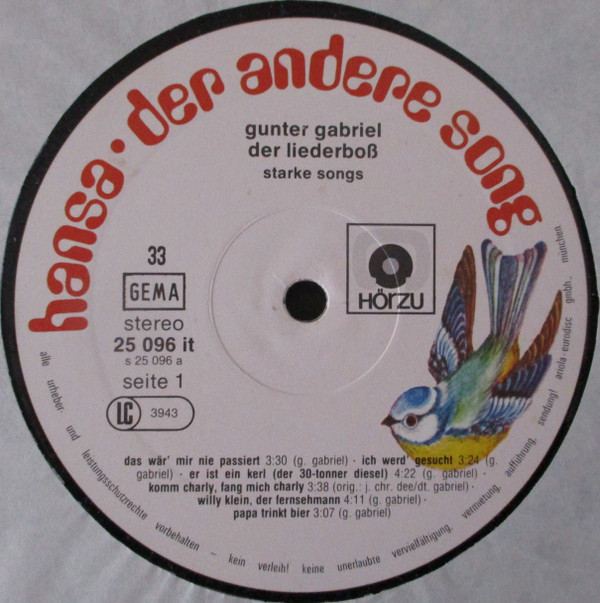 hansa · der andere song
gunter gabriel
der liederboß
starke songs
33
GEMA
stereo
25 096 it
s 25 096 a
seite 1
LC 3943
HÖRZU
das wär' mir nie passiert 3:30 (g. gabriel) · ich werd' gesucht 3:24 (g.
gabriel) · er ist ein kerl (der 30-tonner diesel) 4:22 (g. gabriel) ·
komm charly, fang mich charly 3:38 (orig.: j. chr. dee/dt. gabriel) ·
willy klein, der fernsehmann 4:11 (g. gabriel) ·
papa trinkt bier 3:07 (g. gabriel)
alle urheber- und leistungsschutzrechte vorbehalten – kein verleih! keine unerlaubte vervielfältigung, vermietung, aufführung, sendung! ariola-eurodisc gmbh., münchen.